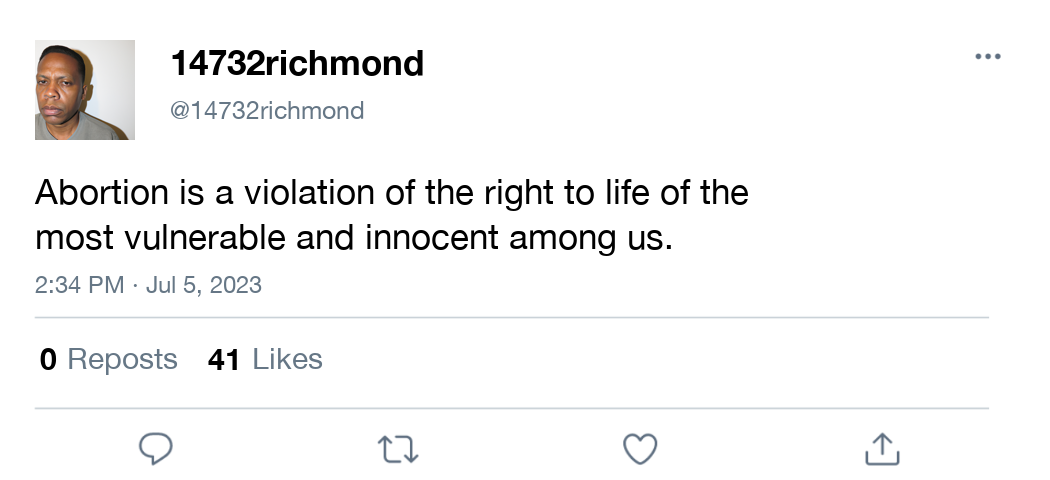 14732richmond
@14732richmond
Abortion is a violation of the right to life of the
most vulnerable and innocent among us.
2:34 PM · Jul 5, 2023
0 Reposts 41 Likes